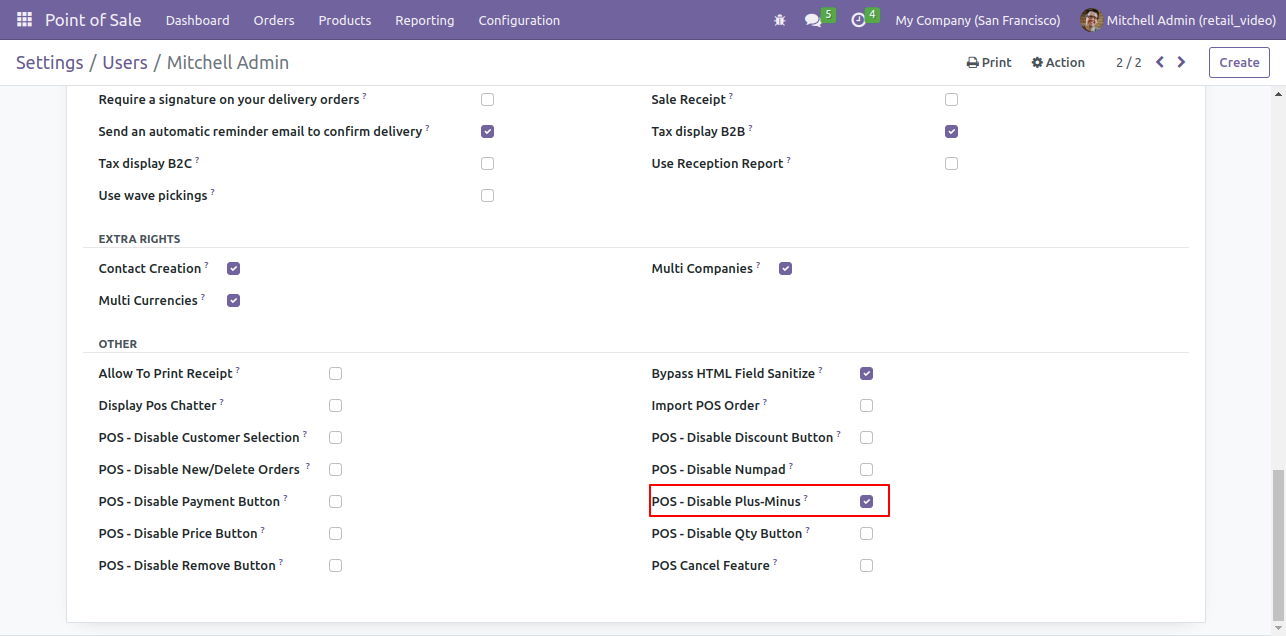 Point of Sale Dashboard Orders Products Reporting Configuration 5 4 My Company (San Francisco) Mitchell Admin (retail_video)
Settings / Users / Mitchell Admin Print Action 2 / 2 Create
Require a signature on your delivery orders ? Sale Receipt ?
Send an automatic reminder email to confirm delivery ? Tax display B2B ?
Tax display B2C ? Use Reception Report ?
Use wave pickings ?
EXTRA RIGHTS
Contact Creation ? Multi Companies ?
Multi Currencies ?
OTHER
Allow To Print Receipt ? Bypass HTML Field Sanitize ?
Display Pos Chatter ? Import POS Order ?
POS - Disable Customer Selection ? POS - Disable Discount Button ?
POS - Disable New/Delete Orders ? POS - Disable Numpad ?
POS - Disable Payment Button ? POS - Disable Plus-Minus ?
POS - Disable Price Button ? POS - Disable Qty Button ?
POS - Disable Remove Button ? POS Cancel Feature ?